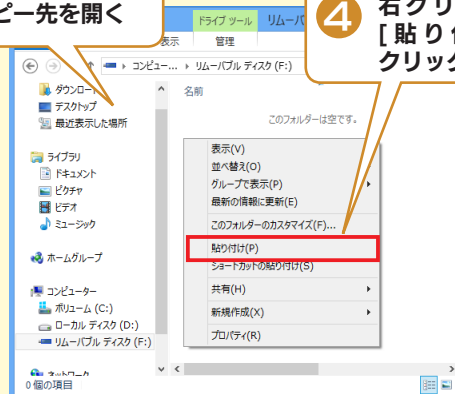 ピー先を開く
4
右クリ
[貼り
クリック
ドライブ ツール
リムーバ
表示
管理
コンピュー... ▸ リムーバブル ディスク (F:)
ダウンロー
デスクトップ
最近表示した場所
ライブラリ
ドキュメント
ピクチャ
ビデオ
ミュージック
ホームグループ
コンピューター
ボリューム (C:)
ローカル ディスク (D:)
リムーバブル ディスク (F:)
ネットワーク
0 個の項目
名前
このフォルダーは空です。
表示(V)
並べ替え(O)
グループで表示(P)
最新の情報に更新(E)
このフォルダーのカスタマイズ(F)...
貼り付け(P)
ショートカットの貼り付け(S)
共有(H)
新規作成(X)
プロパティ(R)